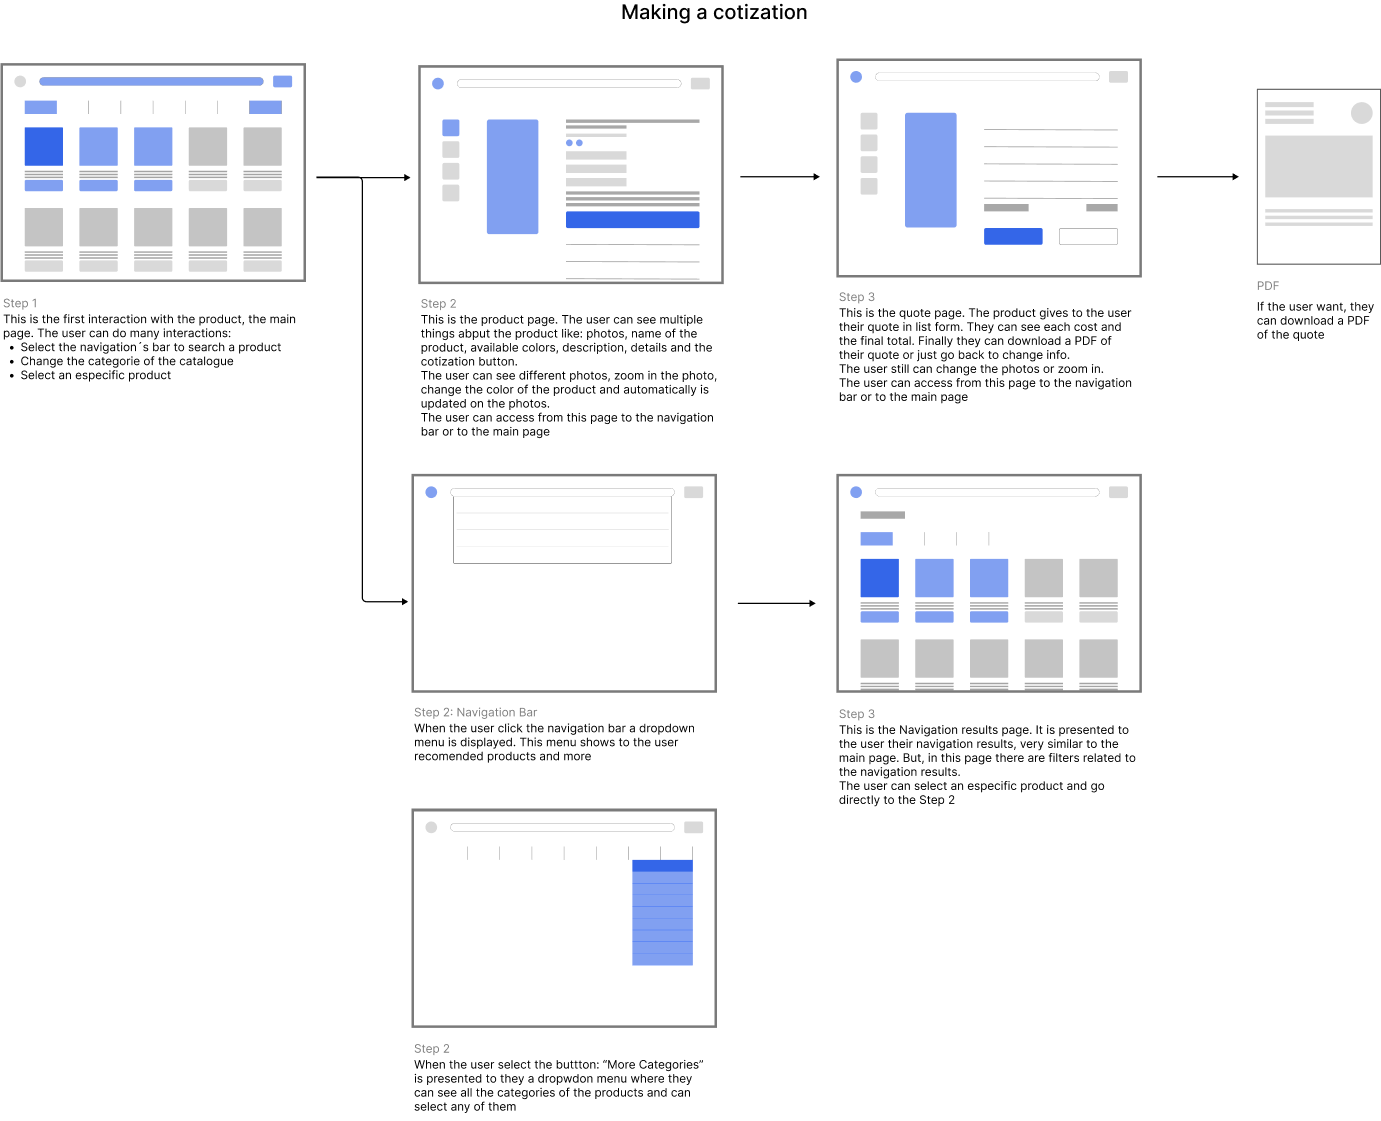 Making a cotization
Step 1
This is the first interaction with the product, the main
page. The user can do many interactions:
• Select the navigation´s bar to search a product
• Change the categorie of the catalogue
• Select an especific product
Step 2
This is the product page. The user can see multiple
things abput the product like: photos, name of the
product, available colors, description, details and the
cotization button.
The user can see different photos, zoom in the photo,
change the color of the product and automatically is
updated on the photos.
The user can access from this page to the navigation
bar or to the main page
Step 3
This is the quote page. The product gives to the user
their quote in list form. They can see each cost and
the final total. Finally they can download a PDF of
their quote or just go back to change info.
The user still can change the photos or zoom in.
The user can access from this page to the navigation
bar or to the main page
PDF
If the user want, they
can download a PDF
of the quote
Step 2: Navigation Bar
When the user click the navigation bar a dropdown
menu is displayed. This menu shows to the user
recomended products and more
Step 3
This is the Navigation results page. It is presented to
the user their navigation results, very similar to the
main page. But, in this page there are filters related to
the navigation results.
The user can select an especific product and go
directly to the Step 2
Step 2
When the user select the buttton: “More Categories”
is presented to they a dropwdon menu where they
can see all the categories of the products and can
select any of them